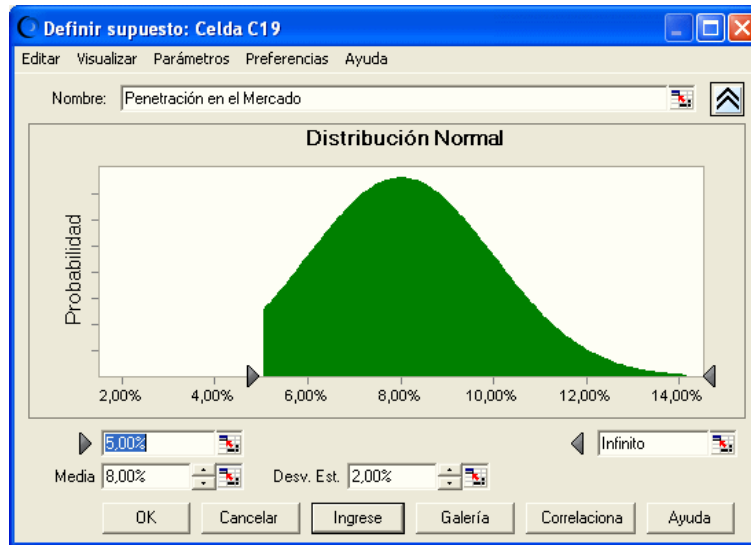 Definir supuesto: Celda C19
Editar Visualizar Parámetros Preferencias Ayuda
Nombre: Penetración en el Mercado
Distribución Normal
Probabilidad
2,00% 4,00% 6,00% 8,00% 10,00% 12,00% 14,00%
5,00% Infinito
Media 8,00% Desv. Est. 2,00%
OK Cancelar Ingrese Galería Correlaciona Ayuda